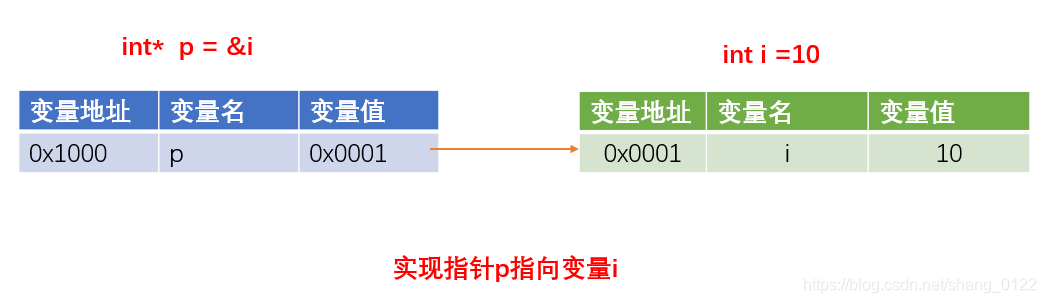 int* p = &i
int i =10
变量地址 变量名 变量值
0x1000 p 0x0001
变量地址 变量名 变量值
0x0001 i 10
实现指针p指向变量i
https://blog.csdn.net/shang_0122